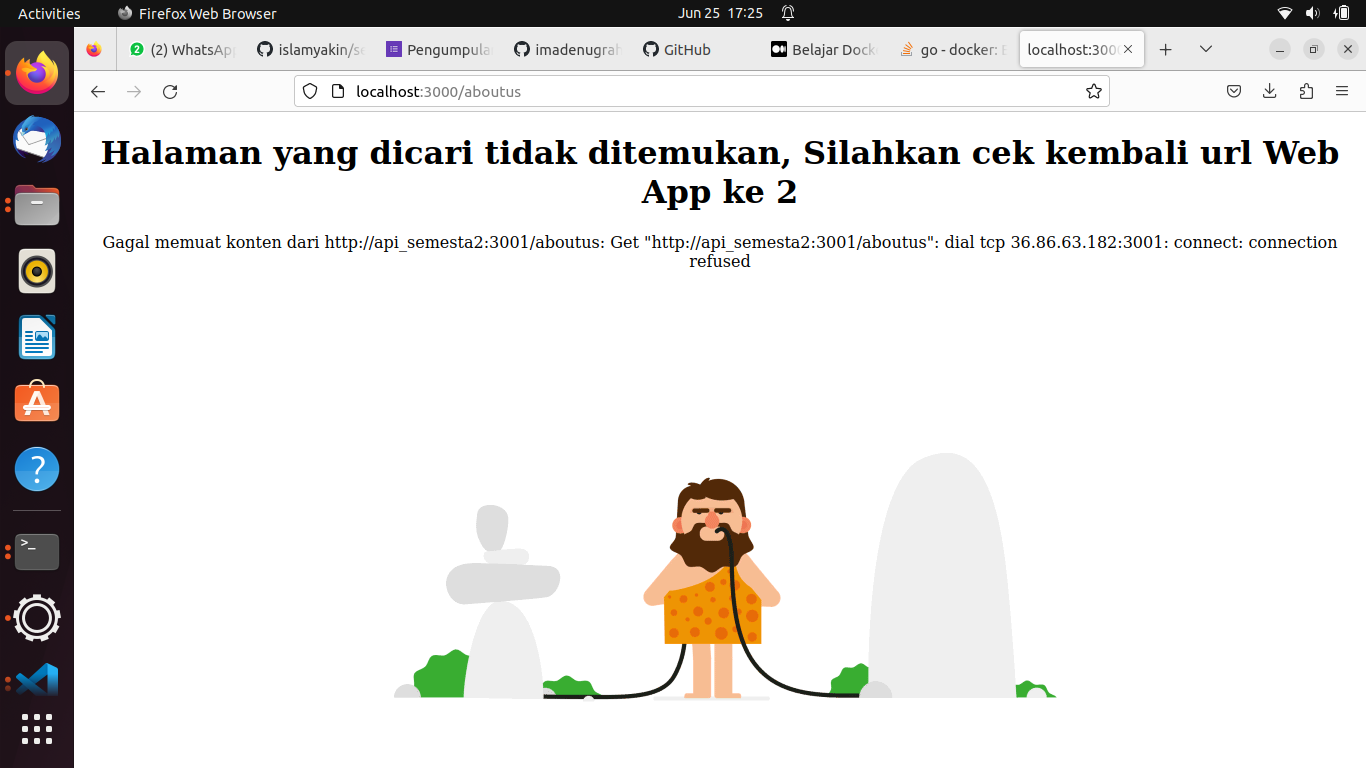 Activities
Firefox Web Browser
Jun 25 17:25
(2) WhatsApp
islamyakin/se
Pengumpula
imadenugrah
GitHub
Belajar Dock
go - docker: E
localhost:300
localhost:3000/aboutus
Halaman yang dicari tidak ditemukan, Silahkan cek kembali url Web
App ke 2
Gagal memuat konten dari http://api_semesta2:3001/aboutus: Get "http://api_semesta2:3001/aboutus": dial tcp 36.86.63.182:3001: connect: connection
refused